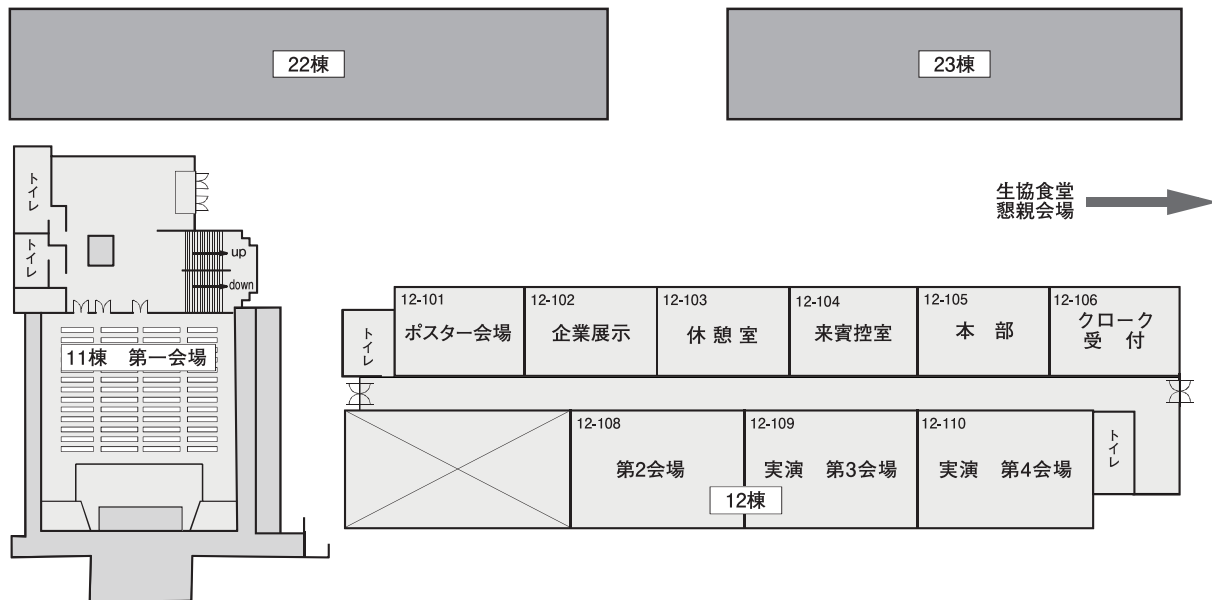 22棟
23棟
生協食堂
懇親会場
トイレ
トイレ
up
down
11棟　第一会場
トイレ
12-101
ポスター会場
12-102
企業展示
12-103
休 憩 室
12-104
来賓控室
12-105
本　部
12-106
クローク
受　付
12-108
第2会場
12-109
実演　第3会場
12-110
実演　第4会場
トイレ
12棟